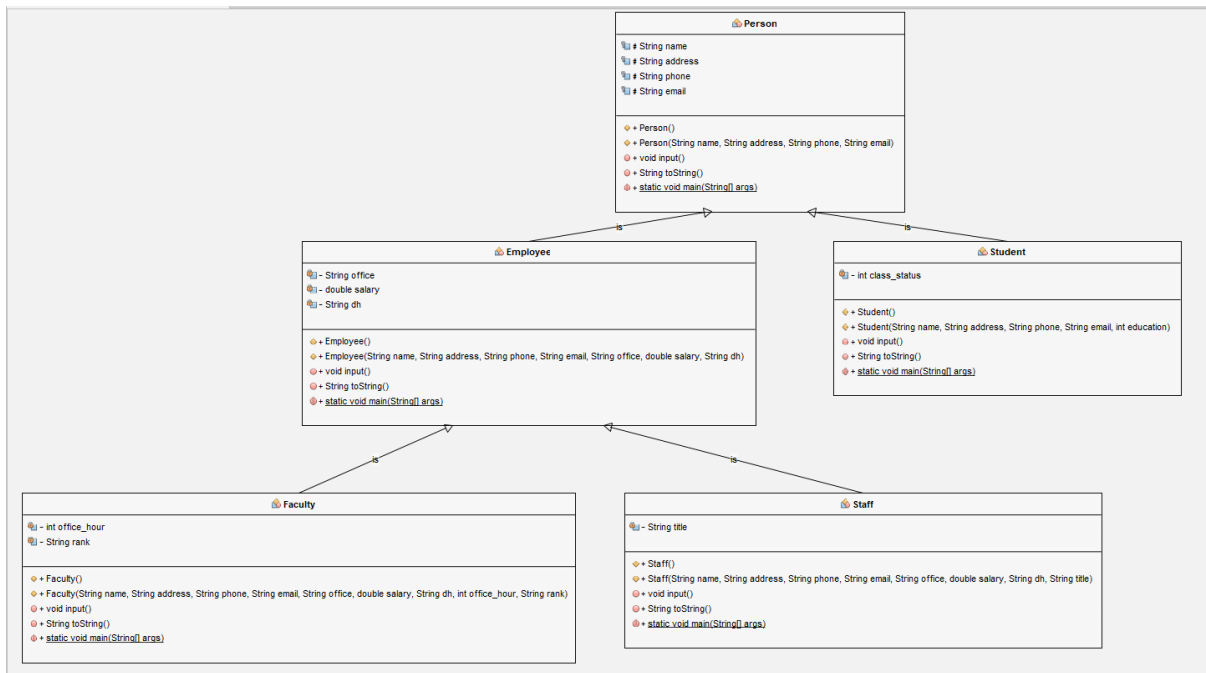 Person
# String name
# String address
# String phone
# String email
+ Person()
+ Person(String name, String address, String phone, String email)
+ void input()
+ String toString()
+ static void main(String[] args)
is
is
Employee
- String office
- double salary
- String dh
+ Employee()
+ Employee(String name, String address, String phone, String email, String office, double salary, String dh)
+ void input()
+ String toString()
+ static void main(String[] args)
Student
- int class_status
+ Student()
+ Student(String name, String address, String phone, String email, int education)
+ void input()
+ String toString()
+ static void main(String[] args)
is
is
Faculty
- int office_hour
- String rank
+ Faculty()
+ Faculty(String name, String address, String phone, String email, String office, double salary, String dh, int office_hour, String rank)
+ void input()
+ String toString()
+ static void main(String[] args)
Staff
- String title
+ Staff()
+ Staff(String name, String address, String phone, String email, String office, double salary, String dh, String title)
+ void input()
+ String toString()
+ static void main(String[] args)